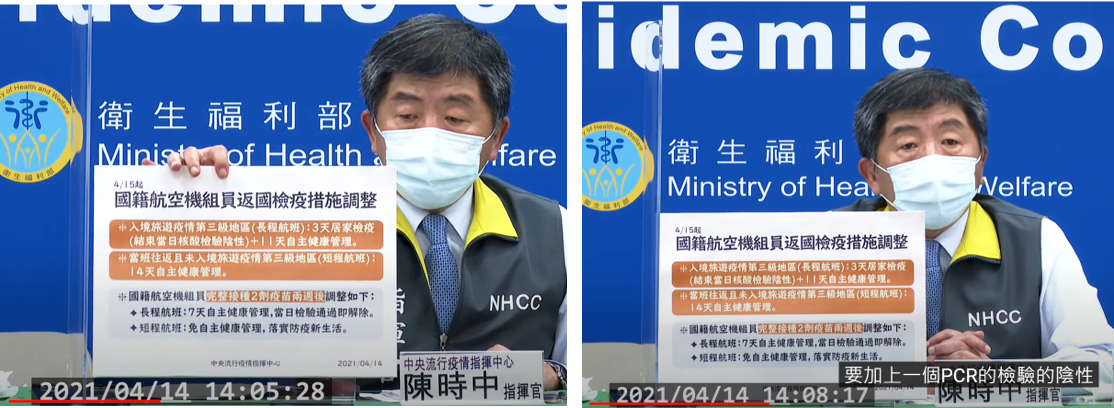 idemic Co
衛生福利部
Ministry of Health a lfare
4/15起
國籍航空機組員返國檢疫措施調整
※入境旅遊疫情第三級地區(長程航班):3天居家檢疫
(結束當日核酸檢驗陰性)+11天自主健康管理。
※當班往返且未入境旅遊疫情第三級地區(短程航班):
14天自主健康管理。
※國籍航空機組員完整接種2劑疫苗兩週後調整如下:
◆長程航班:7天自主健康管理,當日檢驗通過即解除。
◆短程航班:免自主健康管理,落實防疫新生活。
中央流行疫情指揮中心
2021/04/14
NHCC
中央流行疫情指揮中心
陳時中 指揮官
2021/04/14 14:05:28
idemic Co
衛生福利
Ministry of Hea Welfare
4/15起
國籍航空機組員返國檢疫措施調整
※入境旅遊疫情第三級地區(長程航班):3天居家檢疫
(結束當日核酸檢驗陰性)+11天自主健康管理。
※當班往返且未入境旅遊疫情第三級地區(短程航班):
14天自主健康管理。
※國籍航空機組員完整接種2劑疫苗兩週後調整如下:
◆長程航班:7天自主健康管理,當日檢驗通過即解除。
◆短程航班:免自主健康管理,落實防疫新生活。
NHCC
要加上一個PCR的檢驗的陰性
陳時中 指揮官
2021/04/14 14:08:17